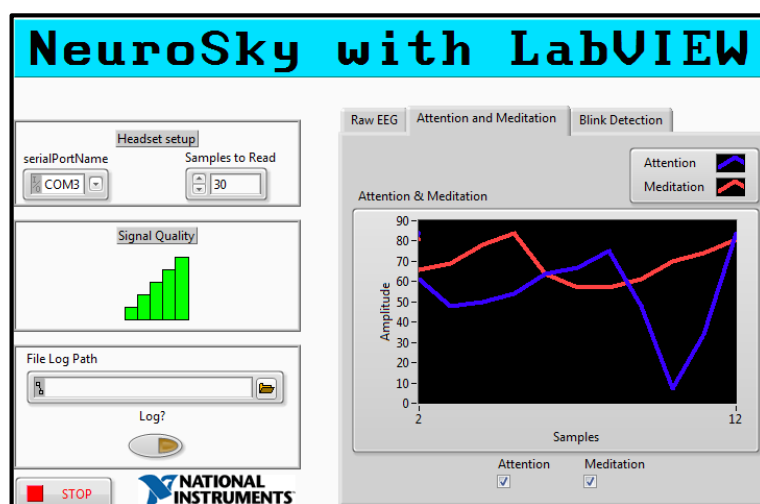 NeuroSky with LabVIEW
Headset setup
serialPortName
Samples to Read
COM3
30
Signal Quality
File Log Path
Log?
STOP
NATIONAL
INSTRUMENTS
Raw EEG
Attention and Meditation
Blink Detection
Attention
Meditation
Attention & Meditation
Amplitude
90
80
70
60
50
40
30
20
10
0
2
12
Samples
Attention
Meditation